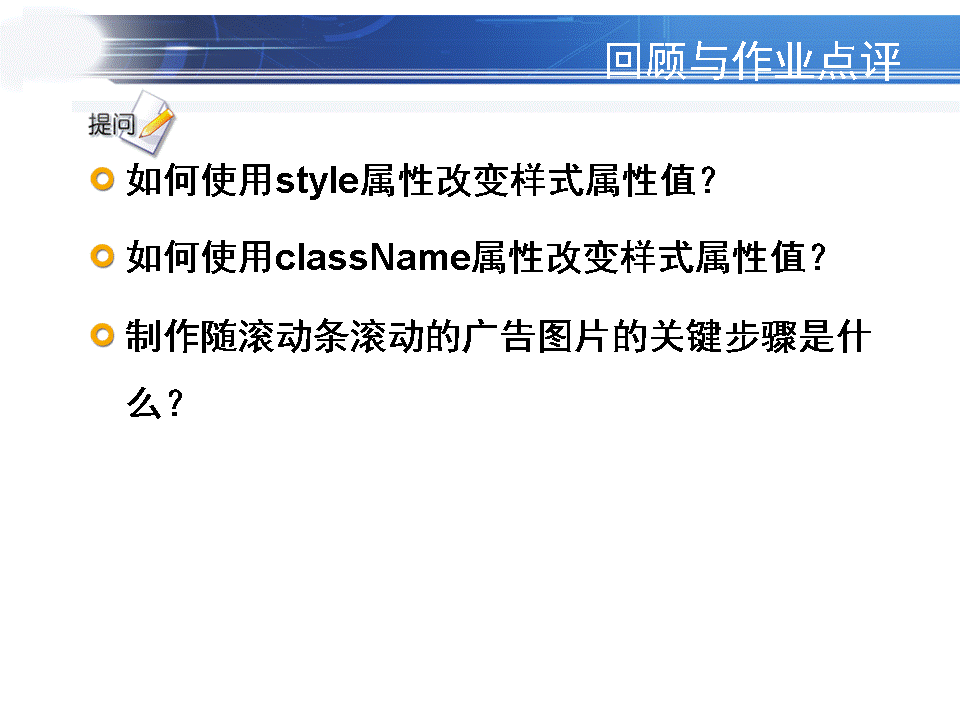 回顾与作业点评
提问
如何使用style属性改变样式属性值？
如何使用className属性改变样式属性值？
制作随滚动条滚动的广告图片的关键步骤是什
么？